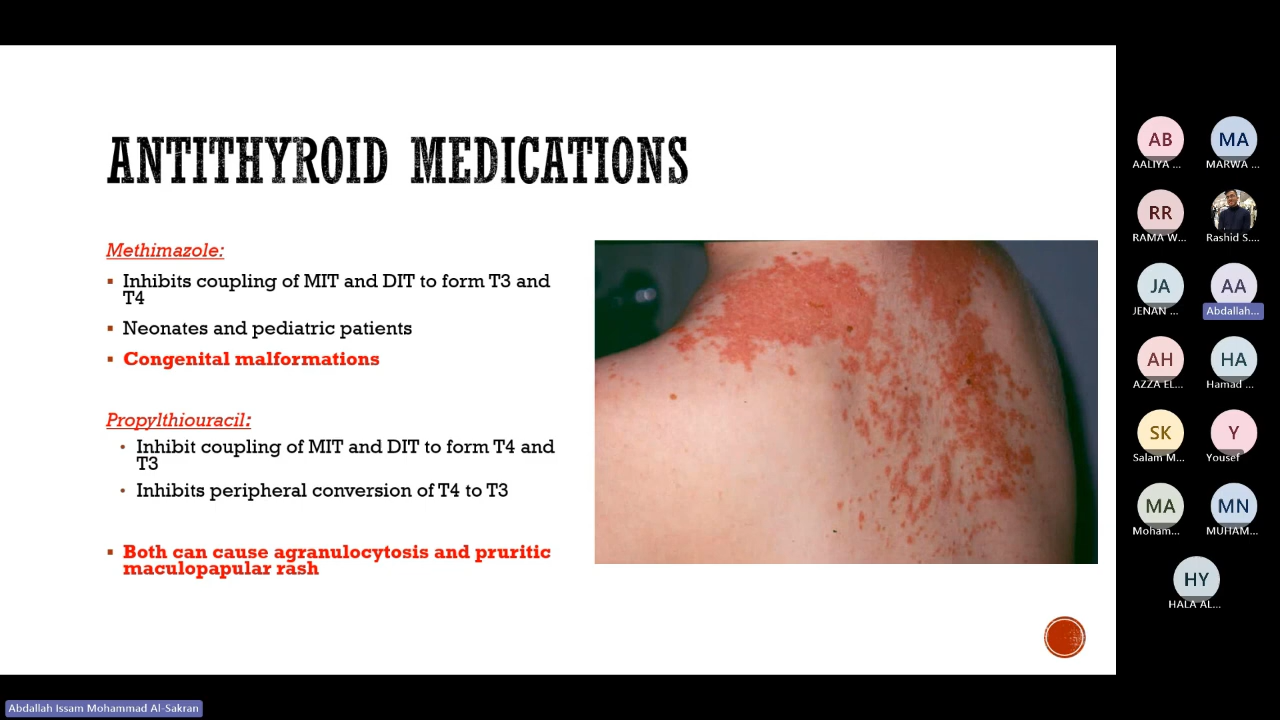 ANTITHYROID MEDICATIONS
Methimazole:
Inhibits coupling of MIT and DIT to form T3 and
T4
Neonates and pediatric patients
Congenital malformations
Propylthiouracil:
Inhibit coupling of MIT and DIT to form T4 and
T3
Inhibits peripheral conversion of T4 to T3
Both can cause agranulocytosis and pruritic
maculopapular rash
AB MA
AALIYA ... MARWA ...
RR
RAMA W... Rashid S....
JA AA
JENAN ... Abdallah...
AH HA
AZZA EL... Hamad ...
SK Y
Salam M... Yousef
MA MN
Moham... MUHAM...
HY
HALA AL...
Abdallah Issam Mohammad Al-Sakran